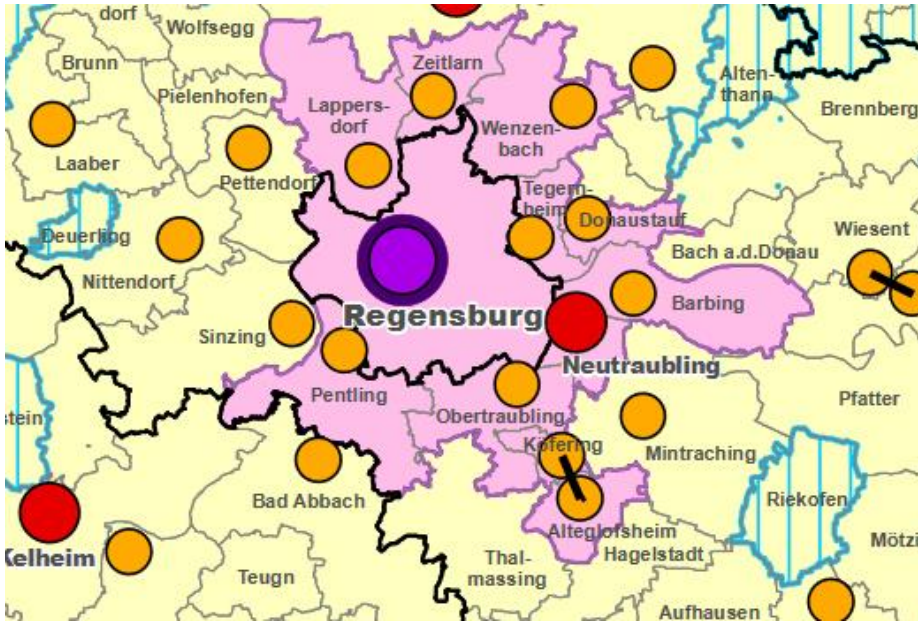 dorf
Wolfsegg
Brunn
Zeitlarn
Pielenhofen
Lappers-
dorf
Alten-
thann
Brennberg
Wenzen-
bach
Laaber
Pettendorf
Tegern-
heim
Donaustauf
Deuerling
Wiesent
Bach a.d.Donau
Nittendorf
Barbing
Regensburg
Sinzing
Neutraubling
Pentling
Pfatter
Obertraubling
stein
Köfering
Mintraching
Bad Abbach
Riekofen
Alteglofsheim
Hagelstadt
Mötzi
Kelheim
Thal-
massing
Teugn
Aufhausen